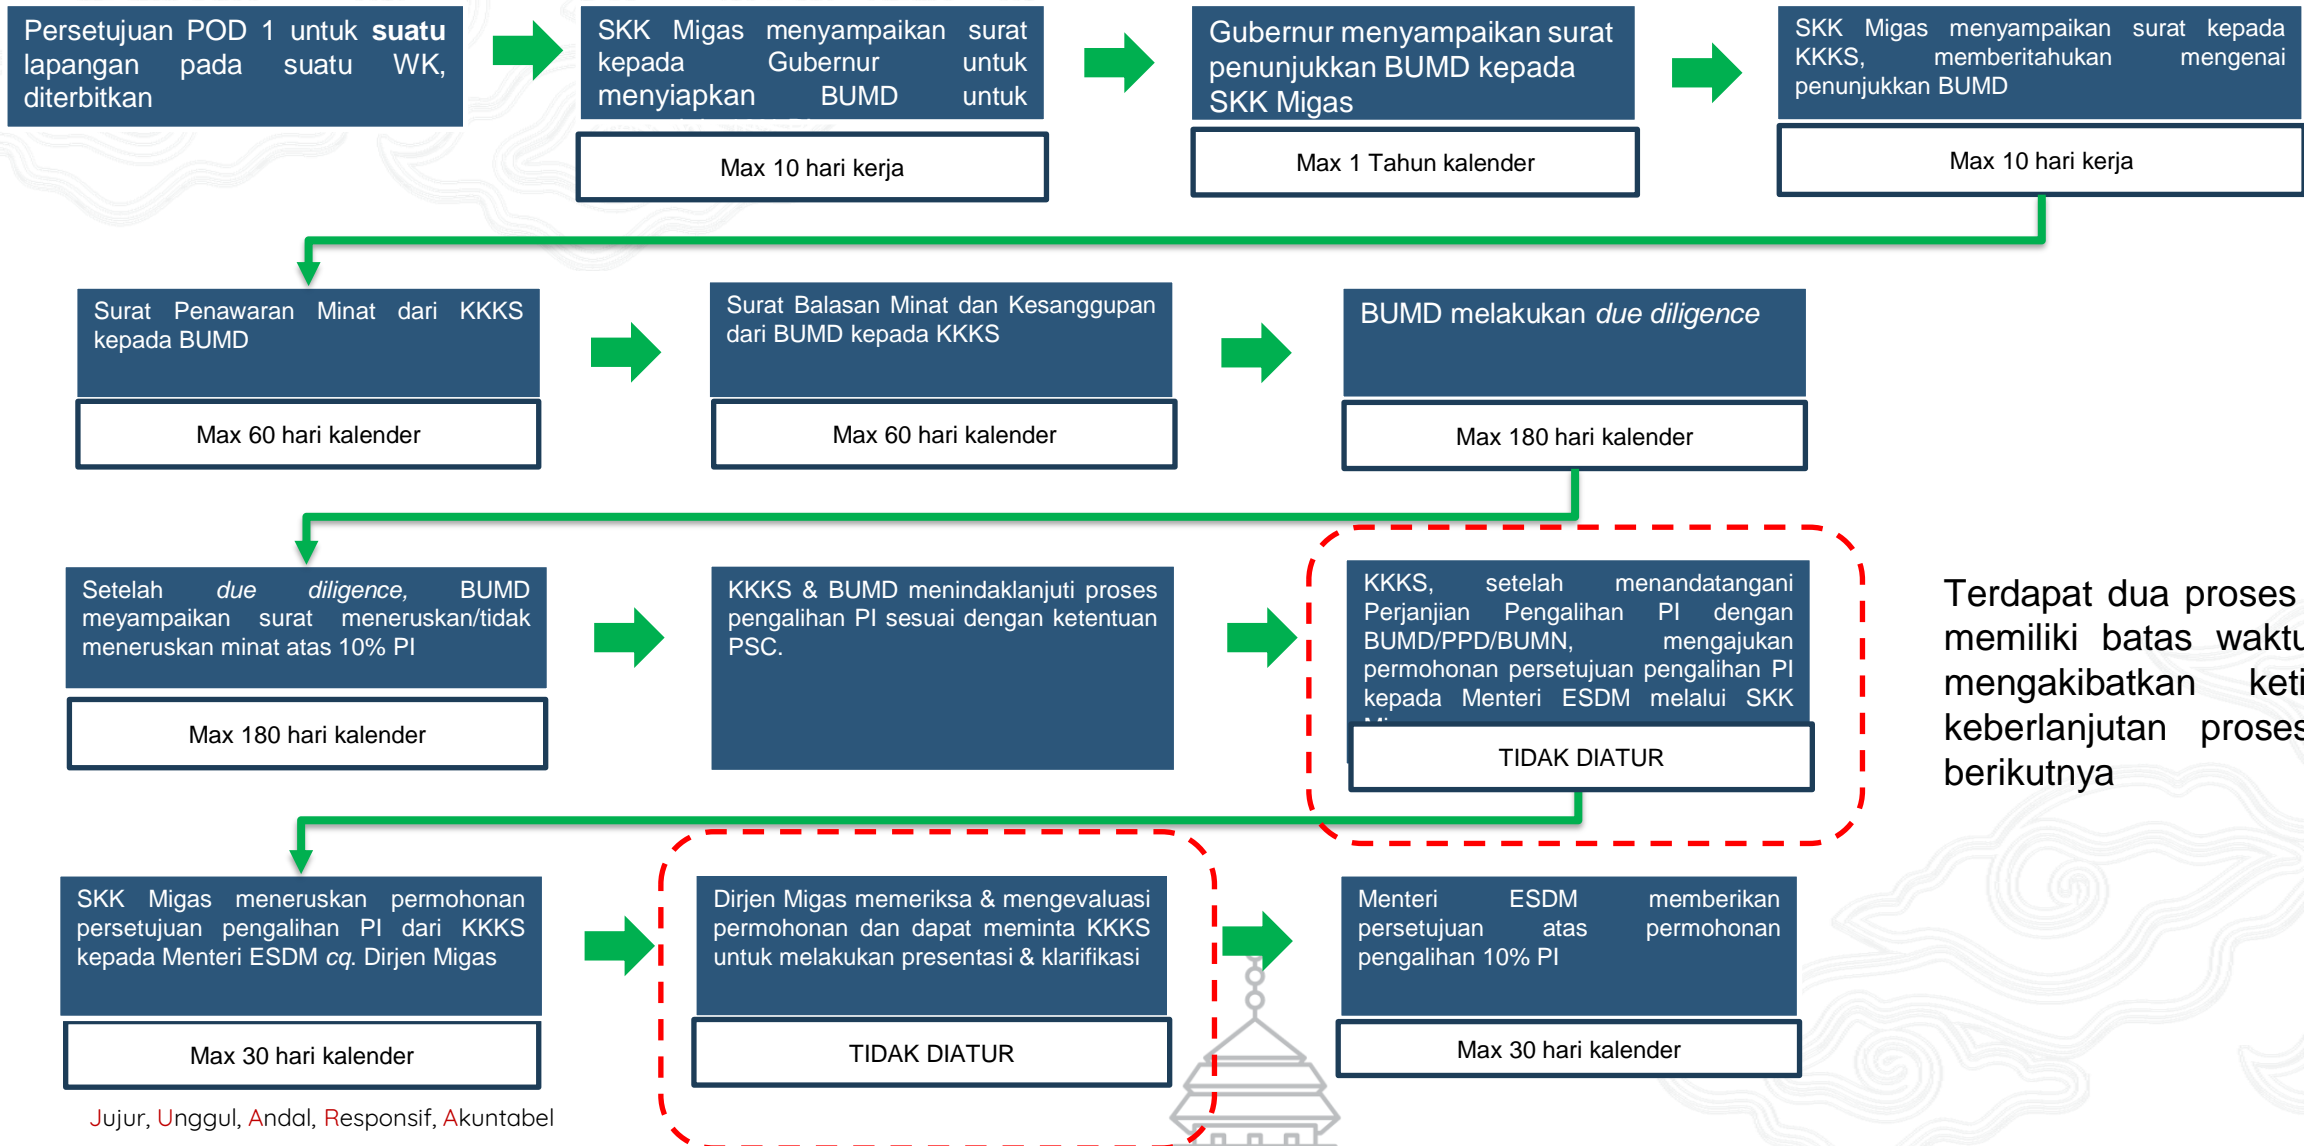 Persetujuan POD 1 untuk suatu
lapangan pada suatu WK,
diterbitkan
SKK Migas menyampaikan surat
kepada Gubernur untuk
menyiapkan BUMD untuk
Max 10 hari kerja
Gubernur menyampaikan surat
penunjukkan BUMD kepada
SKK Migas
Max 1 Tahun kalender
SKK Migas menyampaikan surat kepada
KKKS, memberitahukan mengenai
penunjukkan BUMD
Max 10 hari kerja
Surat Penawaran Minat dari KKKS
kepada BUMD
Max 60 hari kalender
Surat Balasan Minat dan Kesanggupan
dari BUMD kepada KKKS
Max 60 hari kalender
BUMD melakukan due diligence
Max 180 hari kalender
Setelah due diligence, BUMD
meyampaikan surat meneruskan/tidak
meneruskan minat atas 10% PI
Max 180 hari kalender
KKKS & BUMD menindaklanjuti proses
pengalihan PI sesuai dengan ketentuan
PSC.
KKKS, setelah menandatangani
Perjanjian Pengalihan PI dengan
BUMD/PPD/BUMN, mengajukan
permohonan persetujuan pengalihan PI
kepada Menteri ESDM melalui SKK
TIDAK DIATUR
Terdapat dua proses
memiliki batas waktu
mengakibatkan keti
keberlanjutan proses
berikutnya
SKK Migas meneruskan permohonan
persetujuan pengalihan PI dari KKKS
kepada Menteri ESDM cq. Dirjen Migas
Max 30 hari kalender
Dirjen Migas memeriksa & mengevaluasi
permohonan dan dapat meminta KKKS
untuk melakukan presentasi & klarifikasi
TIDAK DIATUR
Menteri ESDM memberikan
persetujuan atas permohonan
pengalihan 10% PI
Max 30 hari kalender
Jujur, Unggul, Andal, Responsif, Akuntabel